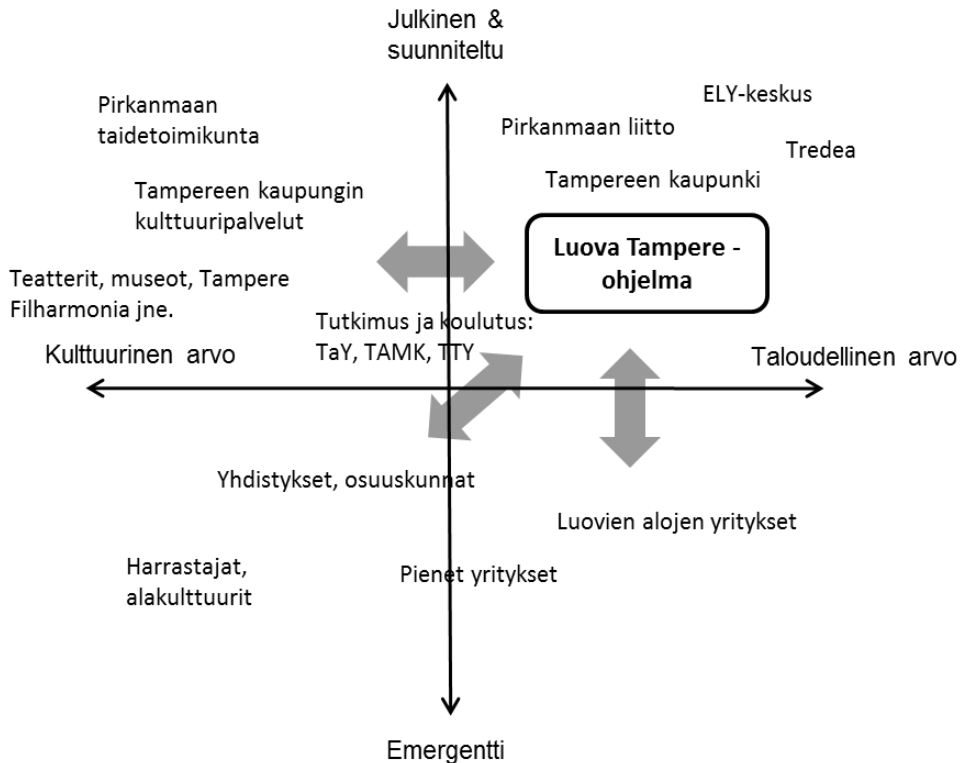 Julkinen &
suunniteltu
ELY-keskus
Pirkanmaan
taidetoimikunta
Pirkanmaan liitto
Tredea
Tampereen kaupunki
Tampereen kaupungin
kulttuuripalvelut
Luova Tampere -
ohjelma
Teatterit, museot, Tampere
Filharmonia jne.
Tutkimus ja koulutus:
TaY, TAMK, TTY
Kulttuurinen arvo
Taloudellinen arvo
Yhdistykset, osuuskunnat
Luovien alojen yritykset
Harrastajat,
alakulttuurit
Pienet yritykset
Emergentti